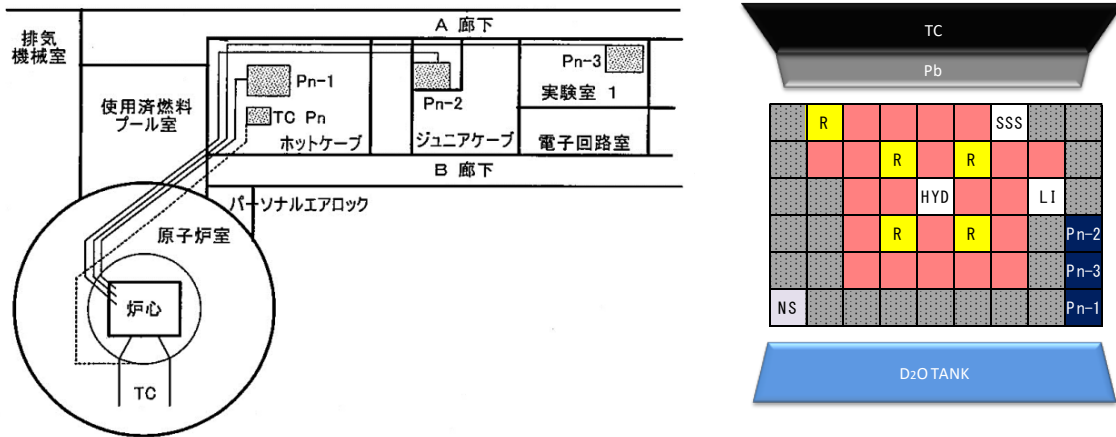 A 廊下
排気
機械室
使用済燃料
プール室
Pn-1
TC Pn
ホットケーブ
Pn-2
ジュニアケーブ
Pn-3
実験室 1
電子回路室
B 廊下
パーソナルエアロック
原子炉室
炉心
TC
TC
Pb
R
SSS
R
R
HYD
LI
R
R
Pn-2
Pn-3
NS
Pn-1
D₂O TANK